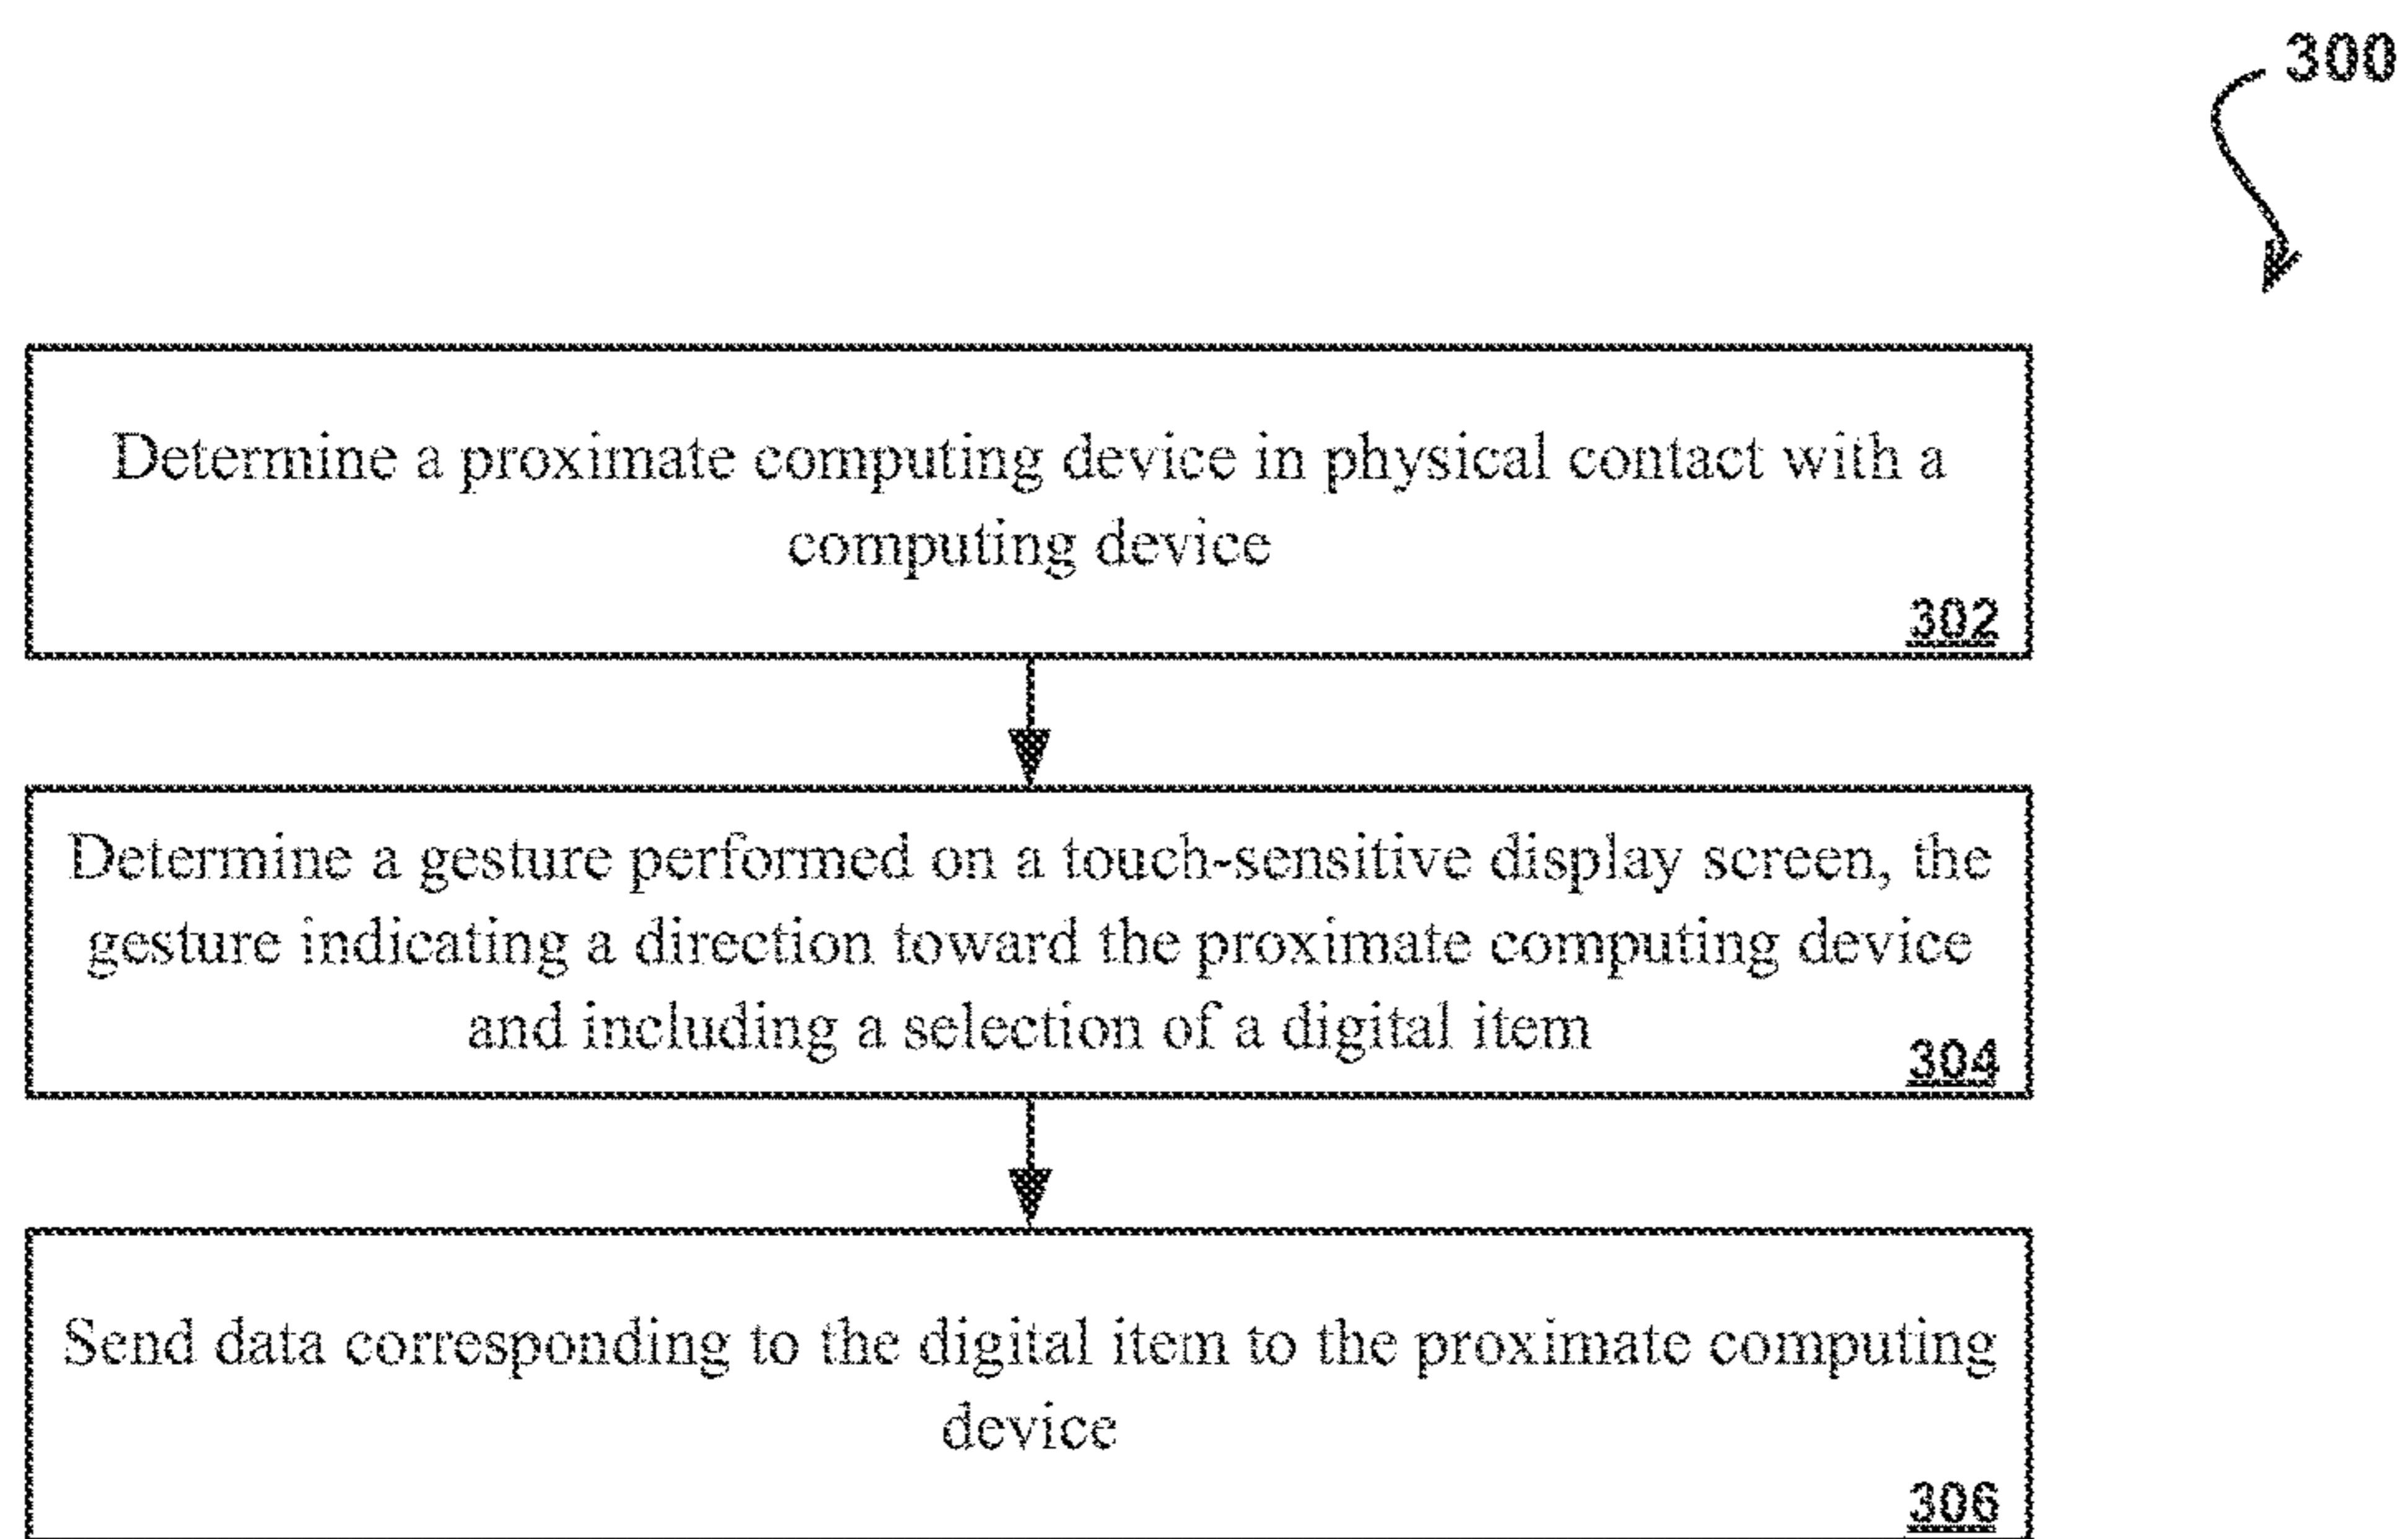 300
Determine a proximate computing device in physical contact with a
computing device
302
Determine a gesture performed on a touch-sensitive display screen, the
gesture indicating a direction toward the proximate computing device
and including a selection of a digital item
304
Send data corresponding to the digital item to the proximate computing
device
306